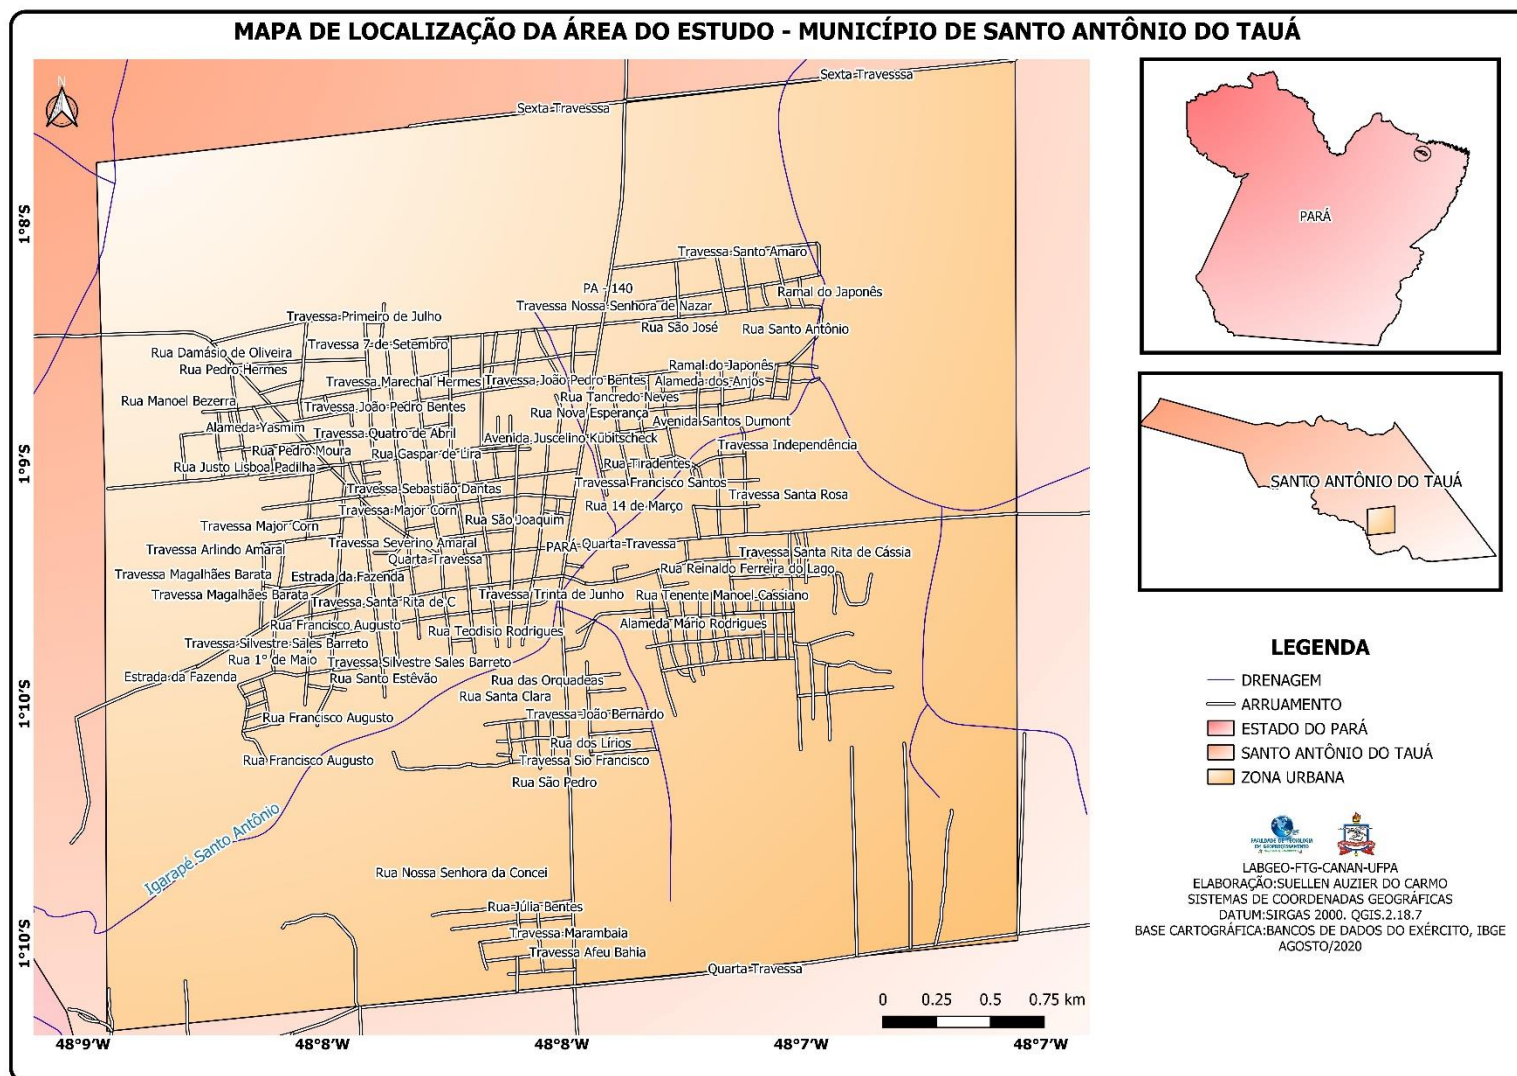 MAPA DE LOCALIZAÇÃO DA ÁREA DO ESTUDO - MUNICÍPIO DE SANTO ANTÔNIO DO TAUÁ
N
Sexta Travesssa
Sexta Travesssa
1°8'S
Travessa Santo Amaro
PA - 140
Ramal do Japonês
Travessa Nossa Senhora de Nazar
Travessa Primeiro de Julho
Rua São José
Rua Santo Antônio
Travessa 7 de Setembro
Rua Damásio de Oliveira
Rua Pedro Hermes
Ramal do Japonês
Travessa Marechal Hermes
Travessa João Pedro Bentes
Alameda dos Anjos
Rua Manoel Bezerra
Rua Tancredo Neves
Travessa João Pedro Bentes
Rua Nova Esperança
Avenida Santos Dumont
Alameda Yasmim
Travessa Quatro de Abril
Avenida Juscelino Kubitscheck
Travessa Independência
Rua Pedro Moura
Rua Gaspar de Lira
1°9'S
Rua Justo Lisboa Padilha
Rua Tiradentes
Travessa Francisco Santos
Travessa Sebastião Dantas
Travessa Santa Rosa
Rua 14 de Março
Travessa Major Corn
Rua São Joaquim
Travessa Major Corn
Travessa Severino Amaral
PARÁ
Quarta Travessa
Travessa Arlindo Amaral
Travessa Santa Rita de Cássia
Quarta Travessa
Rua Reinaldo Ferreira do Lago
Travessa Magalhães Barata
Estrada da Fazenda
Travessa Magalhães Barata
Travessa Trinta de Junho
Rua Tenente Manoel Cassiano
Travessa Santa Rita de C
Rua Francisco Augusto
Rua Teodisio Rodrigues
Alameda Mário Rodrigues
Travessa Silvestre Sales Barreto
Rua 1º de Maio
Travessa Silvestre Sales Barreto
Estrada da Fazenda
Rua Santo Estêvão
Rua das Orquadeas
Rua Santa Clara
1°10'S
Rua Francisco Augusto
Travessa João Bernardo
Rua dos Lírios
Rua Francisco Augusto
Travessa Sio Francisco
Rua São Pedro
Igarapé Santo Antônio
Rua Nossa Senhora da Concei
Rua Júlia Bentes
1°10'S
Travessa Marambaia
Travessa Afeu Bahia
Quarta Travessa
0 0.25 0.5 0.75 km
48°9'W 48°8'W 48°8'W 48°7'W 48°7'W
PARÁ
SANTO ANTÔNIO DO TAUÁ
LEGENDA
DRENAGEM
ARRUAMENTO
ESTADO DO PARÁ
SANTO ANTÔNIO DO TAUÁ
ZONA URBANA
FACULDADE DE TECNOLOGIA
EM GEOPROCESSAMENTO
LABGEO-FTG-CANAN-UFPA
ELABORAÇÃO:SUELLEN AUZIER DO CARMO
SISTEMAS DE COORDENADAS GEOGRÁFICAS
DATUM:SIRGAS 2000. QGIS.2.18.7
BASE CARTOGRÁFICA:BANCOS DE DADOS DO EXÉRCITO, IBGE
AGOSTO/2020